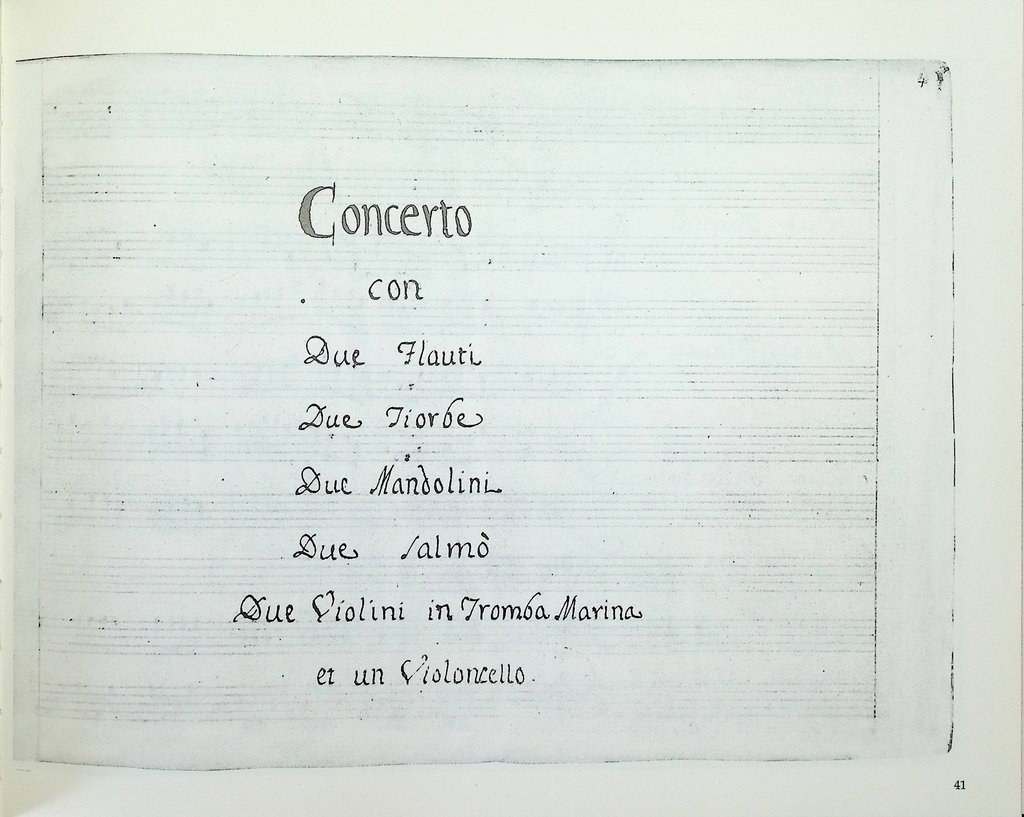 4
Concerto
con
Due Flauti
Due Tiorbe
Due Mandolini
Due Salmò
Due Violini in Tromba Marina
et un Violoncello.
41